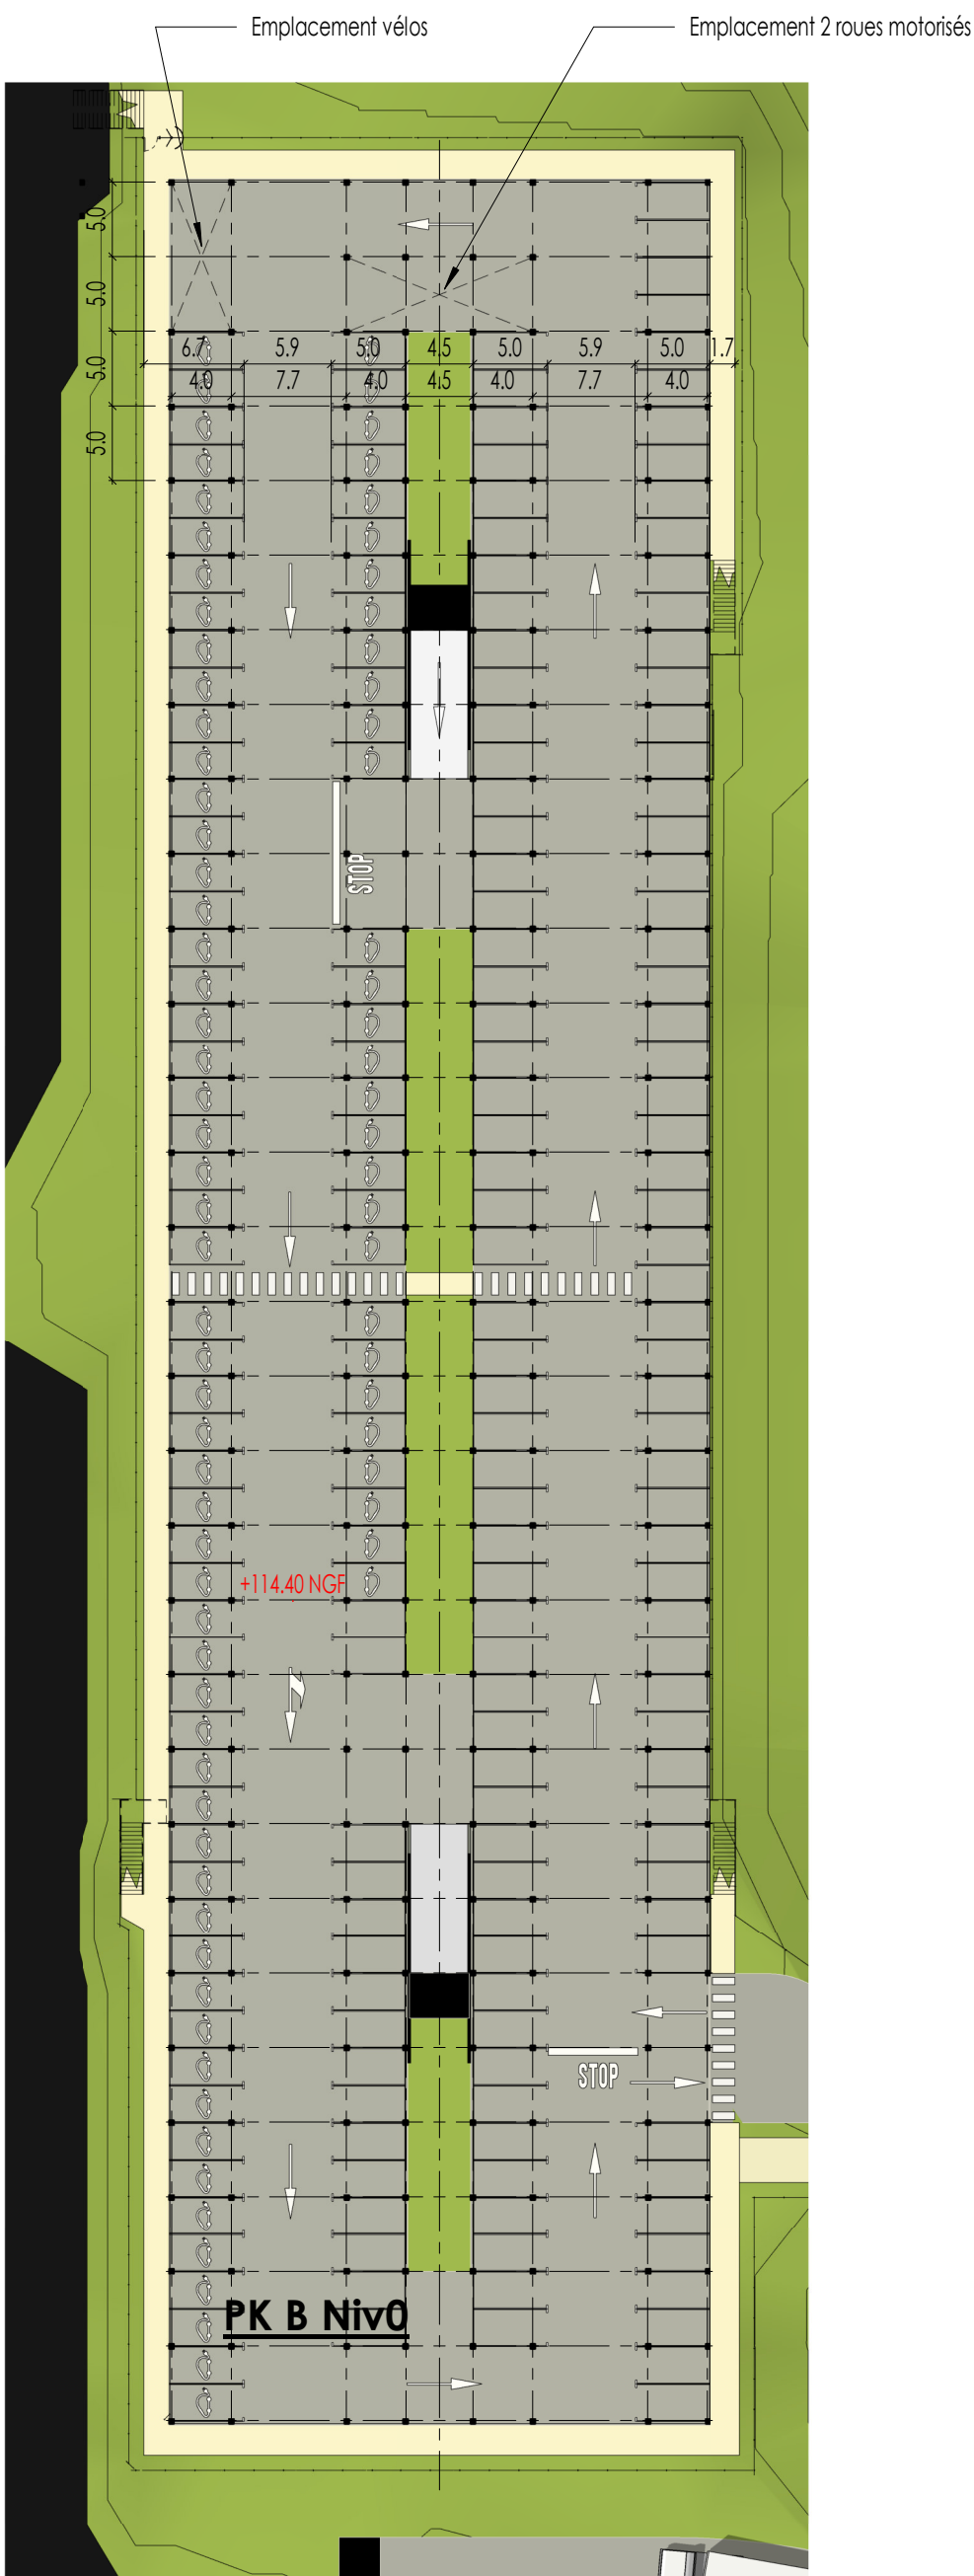 Emplacement vélos
Emplacement 2 roues motorisés
5.0
5.0
5.0
5.0
6.7 5.9 5.0 4.5 5.0 5.9 5.0 1.7
4.0 7.7 4.0 4.5 4.0 7.7 4.0
STOP
+114.40 NGF
STOP
PK B Niv0